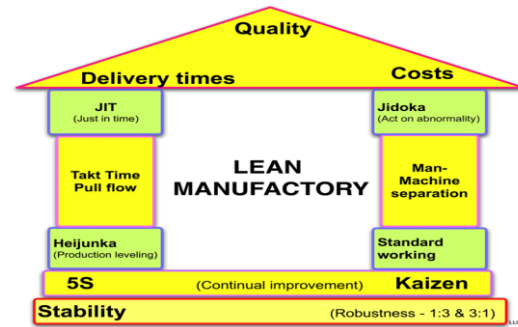 Quality
Delivery times
Costs
JIT
(Just in time)
Jidoka
(Act on abnormality)
Takt Time
Pull flow
LEAN
MANUFACTORY
Man-
Machine
separation
Heijunka
(Production leveling)
Standard
working
5S (Continual improvement) Kaizen
Stability (Robustness - 1:3 & 3:1)